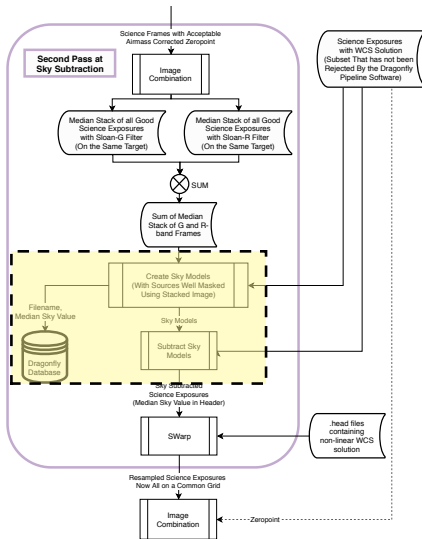 Science Frames with Acceptable
Airmass Corrected Zeropoint
Second Pass at
Sky Subtraction
Image
Combination
Science Exposures
with WCS Solution
(Subset That has not been
Rejected By the Dragonfly
Pipeline Software)
Median Stack of all Good
Science Exposures
with Sloan-G Filter
(On the Same Target)
Median Stack of all Good
Science Exposures
with Sloan-R Filter
(On the Same Target)
SUM
Sum of Median
Stack of G and R-
band Frames
Create Sky Models
(With Sources Well Masked
Using Stacked Image)
Filename,
Median Sky Value
Sky Models
Subtract Sky
Models
Dragonfly
Database
Sky Subtracted
Science Exposures
(Median Sky Value in Header)
SWarp
.head files
containing
non-linear WCS
solution
Resampled Science Exposures
Now All on a Common Grid
Image
Combination
Zeropoint